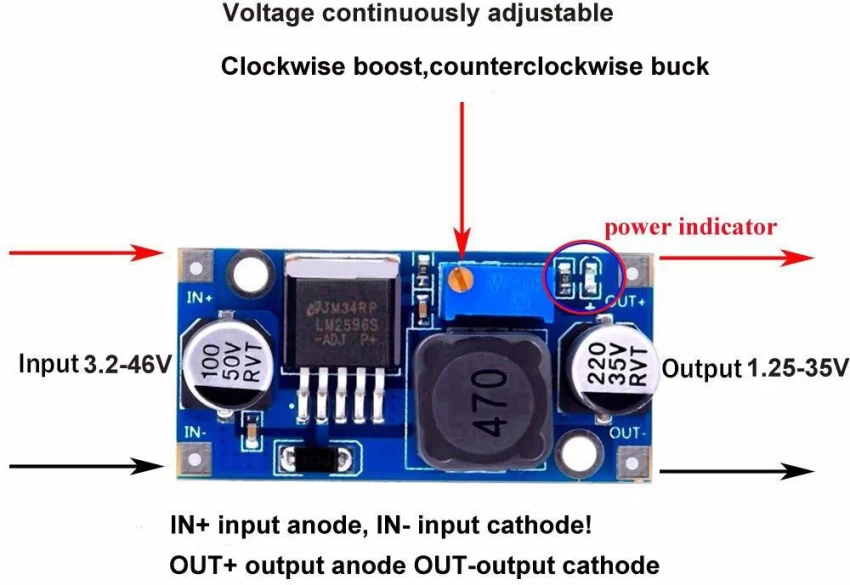 Voltage continuously adjustable
Clockwise boost,counterclockwise buck
power indicator
IN+
OUT+
JM34RP
LM2596S
-ADJ P+
Input 3.2-46V
100
50V
RVT
470
220
35V
RVT
Output 1.25-35V
IN-
OUT-
+
IN+ input anode, IN- input cathode!
OUT+ output anode OUT-output cathode